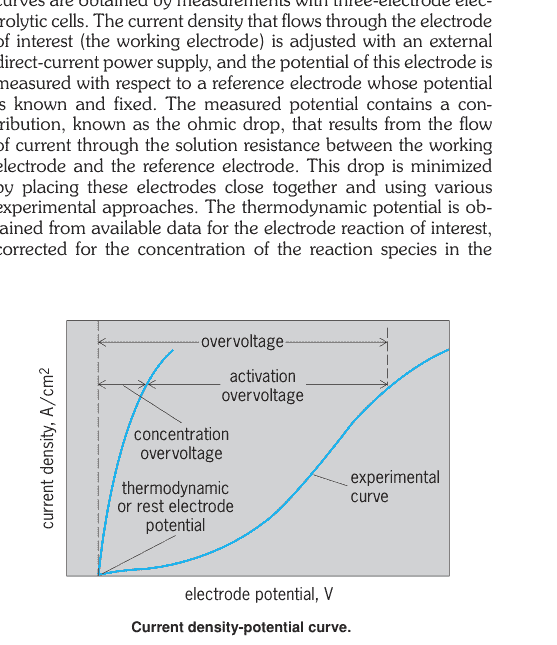 curves are obtained by measurements with three-electrode elec-
trolytic cells. The current density that flows through the electrode
of interest (the working electrode) is adjusted with an external
direct-current power supply, and the potential of this electrode is
measured with respect to a reference electrode whose potential
is known and fixed. The measured potential contains a con-
tribution, known as the ohmic drop, that results from the flow
of current through the solution resistance between the working
electrode and the reference electrode. This drop is minimized
by placing these electrodes close together and using various
experimental approaches. The thermodynamic potential is ob-
tained from available data for the electrode reaction of interest,
corrected for the concentration of the reaction species in the
overvoltage
activation
overvoltage
concentration
overvoltage
thermodynamic
or rest electrode
potential
experimental
curve
current density, A/cm2
electrode potential, V
Current density-potential curve.